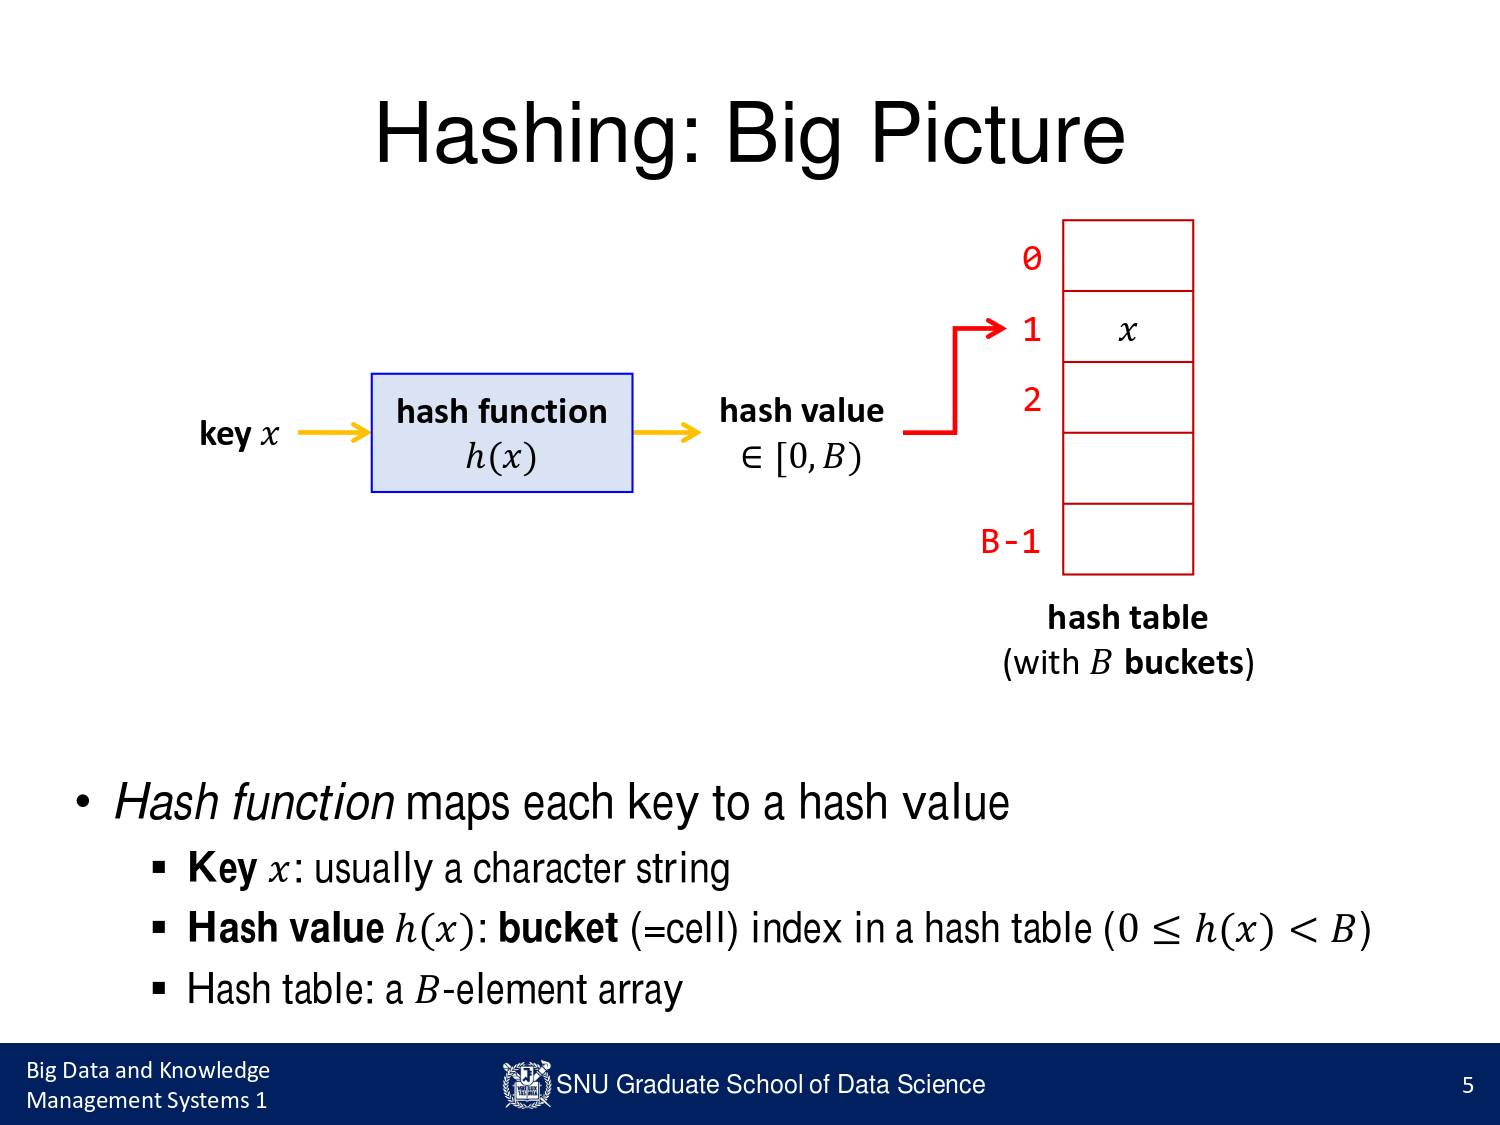 Hashing: Big Picture
key 𝑥
hash function
ℎ(𝑥)
hash value
∈ [0, 𝐵)
0
1
𝑥
2
B-1
hash table
(with 𝐵 buckets)
• Hash function maps each key to a hash value
▪ Key 𝑥: usually a character string
▪ Hash value ℎ(𝑥): bucket (=cell) index in a hash table (0 ≤ ℎ(𝑥) < 𝐵)
▪ Hash table: a 𝐵-element array
Big Data and Knowledge
Management Systems 1
SNU Graduate School of Data Science
5